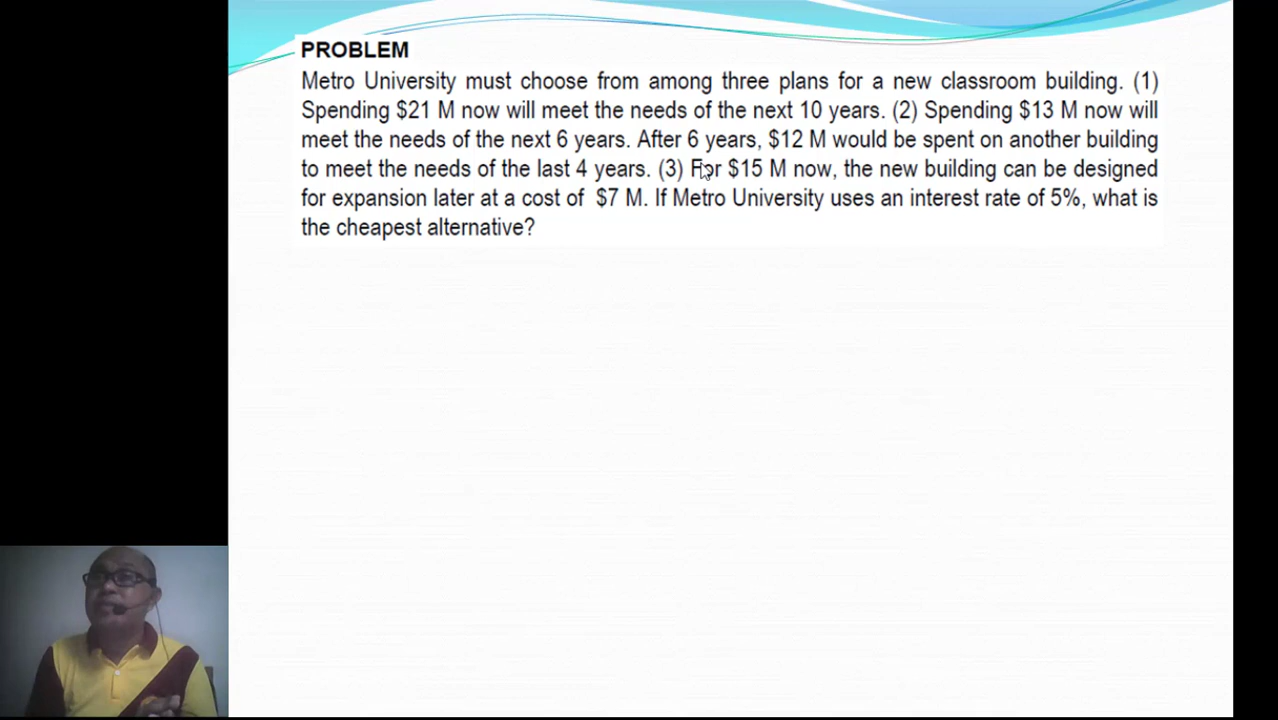 PROBLEM
Metro University must choose from among three plans for a new classroom building. (1)
Spending $21 M now will meet the needs of the next 10 years. (2) Spending $13 M now will
meet the needs of the next 6 years. After 6 years, $12 M would be spent on another building
to meet the needs of the last 4 years. (3) For $15 M now, the new building can be designed
for expansion later at a cost of $7 M. If Metro University uses an interest rate of 5%, what is
the cheapest alternative?